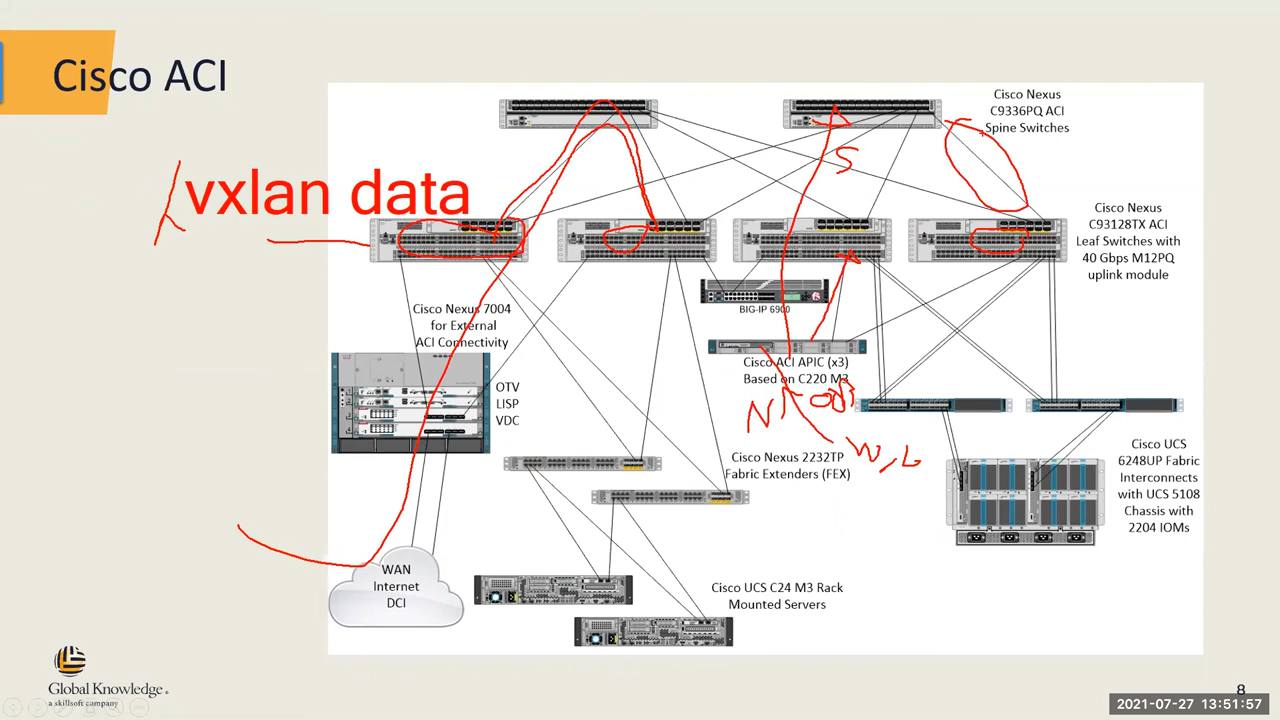 Cisco ACI
Cisco Nexus
C9336PQ ACI
Spine Switches
vxlan data
S
Cisco Nexus
C93128TX ACI
Leaf Switches with
40 Gbps M12PQ
uplink module
BIG-IP 6900
Cisco Nexus 7004
for External
ACI Connectivity
Cisco ACI APIC (x3)
Based on C220 M3
OTV
LISP
VDC
Cisco Nexus 2232TP
Fabric Extenders (FEX)
Cisco UCS
6248UP Fabric
Interconnects
with UCS 5108
Chassis with
2204 IOMs
WAN
Internet
DCI
Cisco UCS C24 M3 Rack
Mounted Servers
Global Knowledge®
a skillsoft company
8
2021-07-27 13:51:57